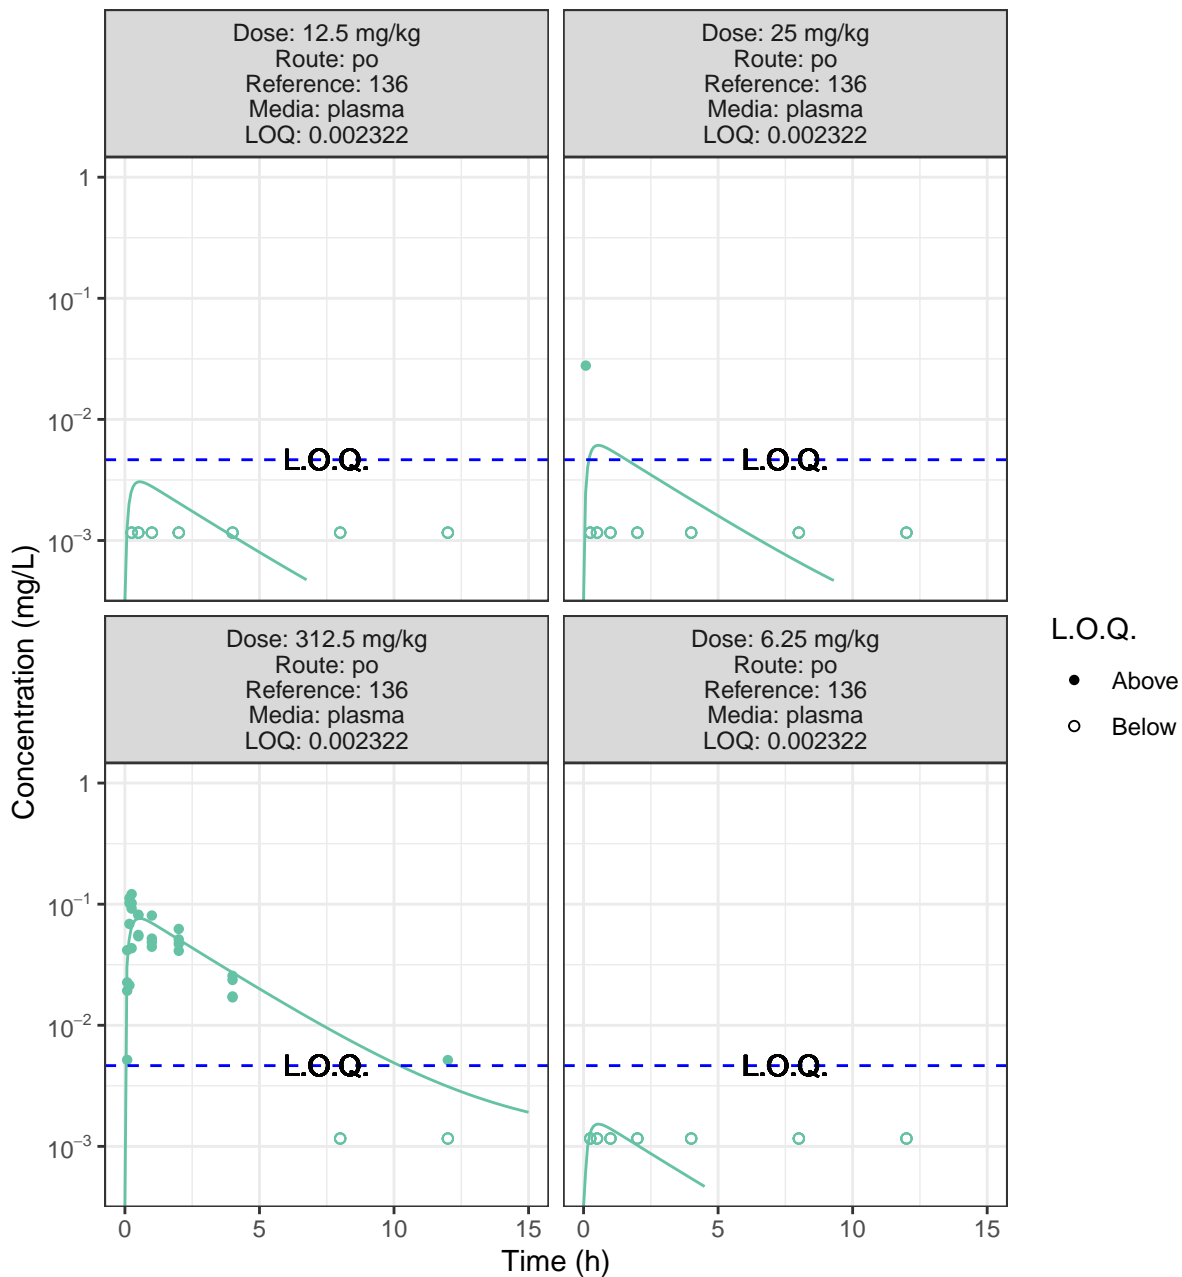 Dose: 12.5 mg/kg
Route: po
Reference: 136
Media: plasma
LOQ: 0.002322
Dose: 25 mg/kg
Route: po
Reference: 136
Media: plasma
LOQ: 0.002322
1
10⁻¹
10⁻²
10⁻³
L.O.Q.
L.O.Q.
Dose: 312.5 mg/kg
Route: po
Reference: 136
Media: plasma
LOQ: 0.002322
Dose: 6.25 mg/kg
Route: po
Reference: 136
Media: plasma
LOQ: 0.002322
1
10⁻¹
10⁻²
10⁻³
L.O.Q.
L.O.Q.
0 5 10 15
0 5 10 15
Time (h)
Concentration (mg/L)
L.O.Q.
Above
Below